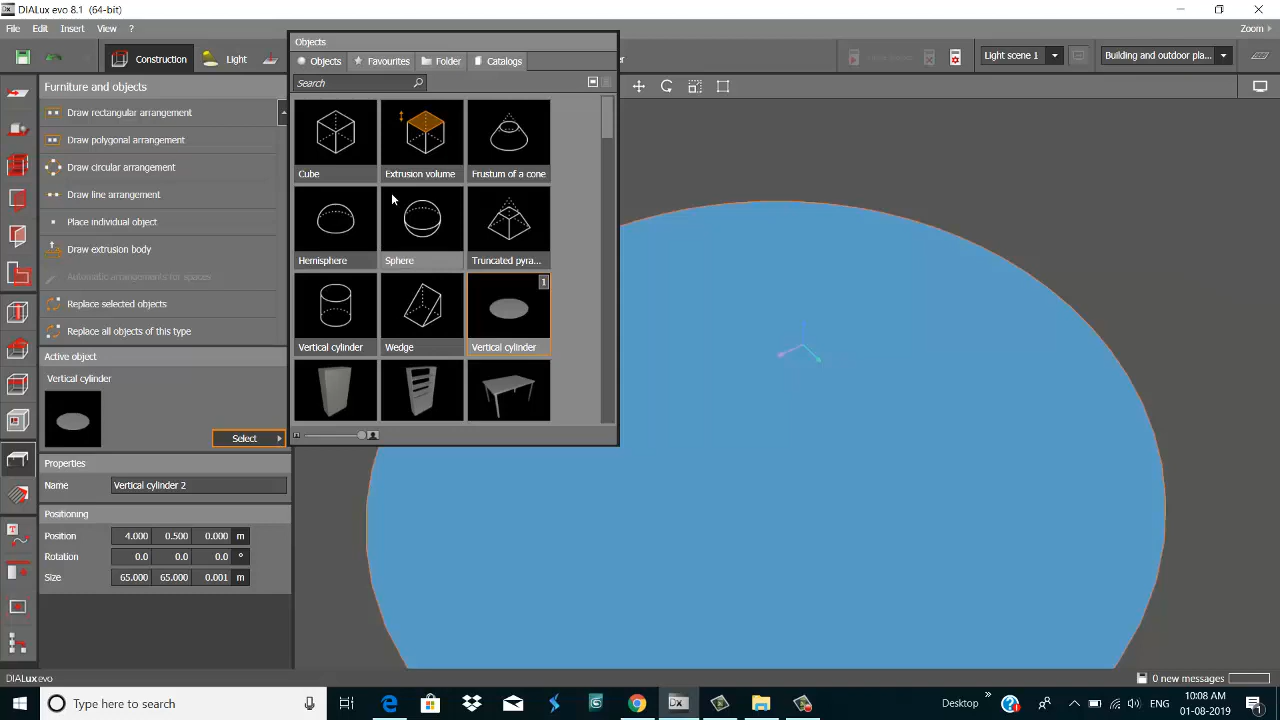 DIALux evo 8.1 (64-bit)
File Edit Insert View ?
Zoom
Construction
Light
Light scene 1
Building and outdoor pla...
Furniture and objects
Draw rectangular arrangement
Draw polygonal arrangement
Draw circular arrangement
Draw line arrangement
Place individual object
Draw extrusion body
Automatic arrangements for spaces
Replace selected objects
Replace all objects of this type
Active object
Vertical cylinder
Select
Properties
Name Vertical cylinder 2
Positioning
Position 4.000 0.500 0.000 m
Rotation 0.0 0.0 0.0 °
Size 65.000 65.000 0.001 m
Objects
Objects Favourites Folder Catalogs
Search
Cube Extrusion volume Frustum of a cone
Hemisphere Sphere Truncated pyra...
1
Vertical cylinder Wedge Vertical cylinder
DIALux evo
0 new messages
Type here to search
Desktop
ENG
10:08 AM
01-08-2019